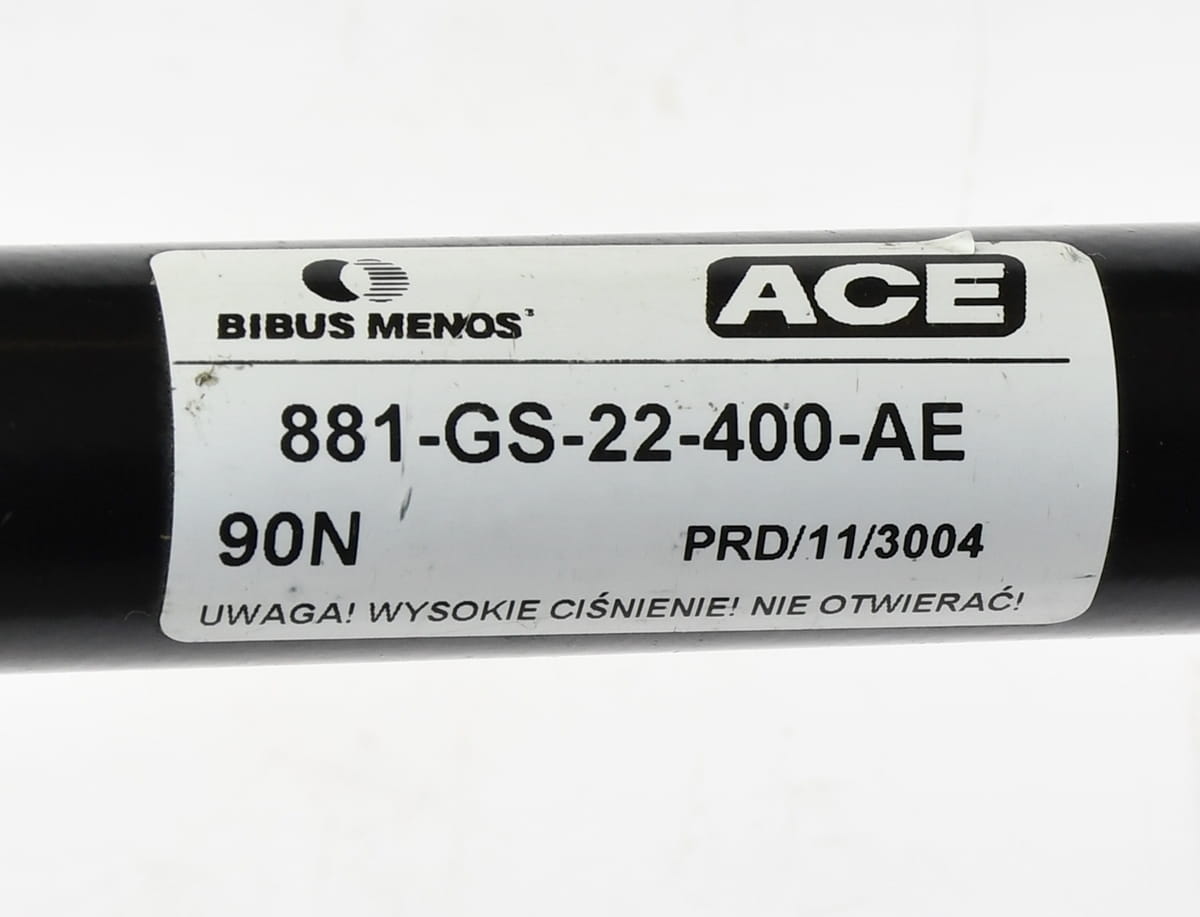 BIBUS MENOS
ACE
881-GS-22-400-AE
90N
PRD/11/3004
UWAGA! WYSOKIE CIŚNIENIE! NIE OTWIERAĆ!